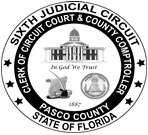 SIXTH JUDICIAL CIRCUIT
CLERK OF CIRCUIT COURT & COUNTY COMPTROLLER
In God We Trust
1887
PASCO COUNTY
STATE OF FLORIDA